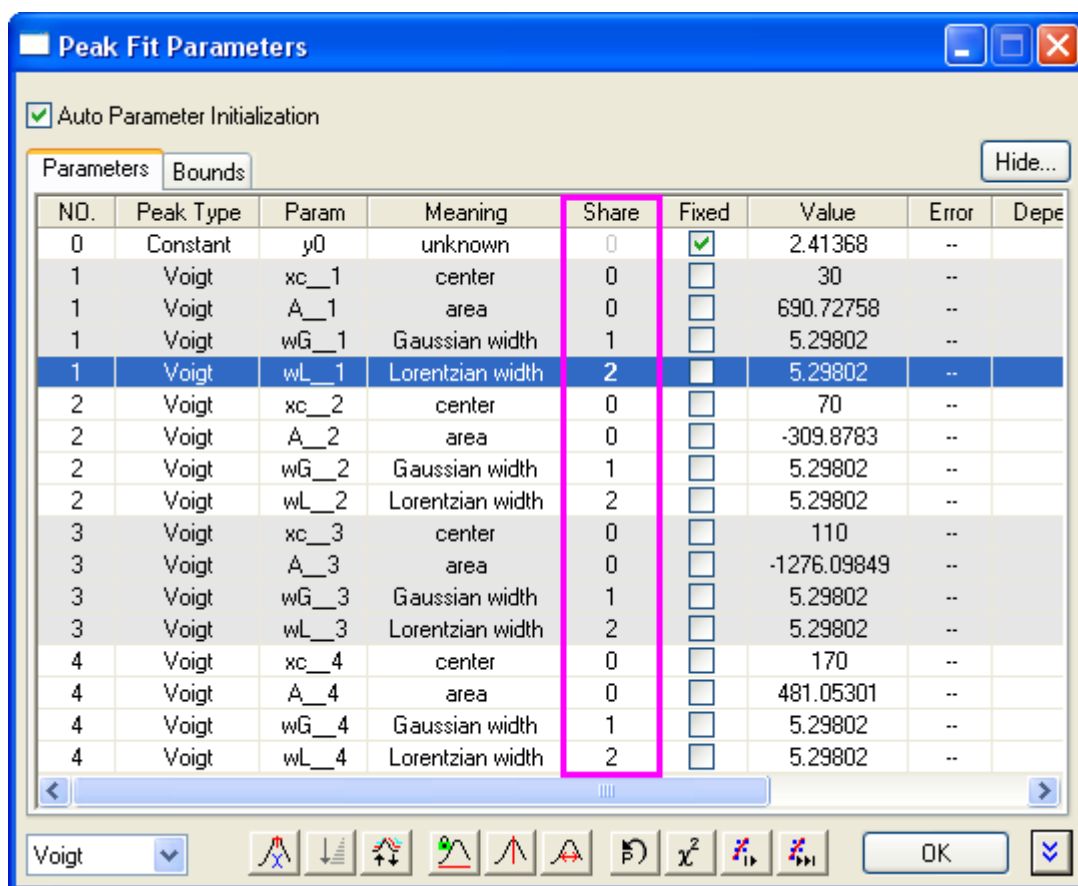 Peak Fit Parameters
Auto Parameter Initialization
Parameters Bounds Hide...
NO. Peak Type Param Meaning Share Fixed Value Error Depe
0 Constant y0 unknown 0 2.41368 --
1 Voigt xc__1 center 0 30 --
1 Voigt A__1 area 0 690.72758 --
1 Voigt wG__1 Gaussian width 1 5.29802 --
1 Voigt wL__1 Lorentzian width 2 5.29802 --
2 Voigt xc__2 center 0 70 --
2 Voigt A__2 area 0 -309.8783 --
2 Voigt wG__2 Gaussian width 1 5.29802 --
2 Voigt wL__2 Lorentzian width 2 5.29802 --
3 Voigt xc__3 center 0 110 --
3 Voigt A__3 area 0 -1276.09849 --
3 Voigt wG__3 Gaussian width 1 5.29802 --
3 Voigt wL__3 Lorentzian width 2 5.29802 --
4 Voigt xc__4 center 0 170 --
4 Voigt A__4 area 0 481.05301 --
4 Voigt wG__4 Gaussian width 1 5.29802 --
4 Voigt wL__4 Lorentzian width 2 5.29802 --
Voigt χ² OK